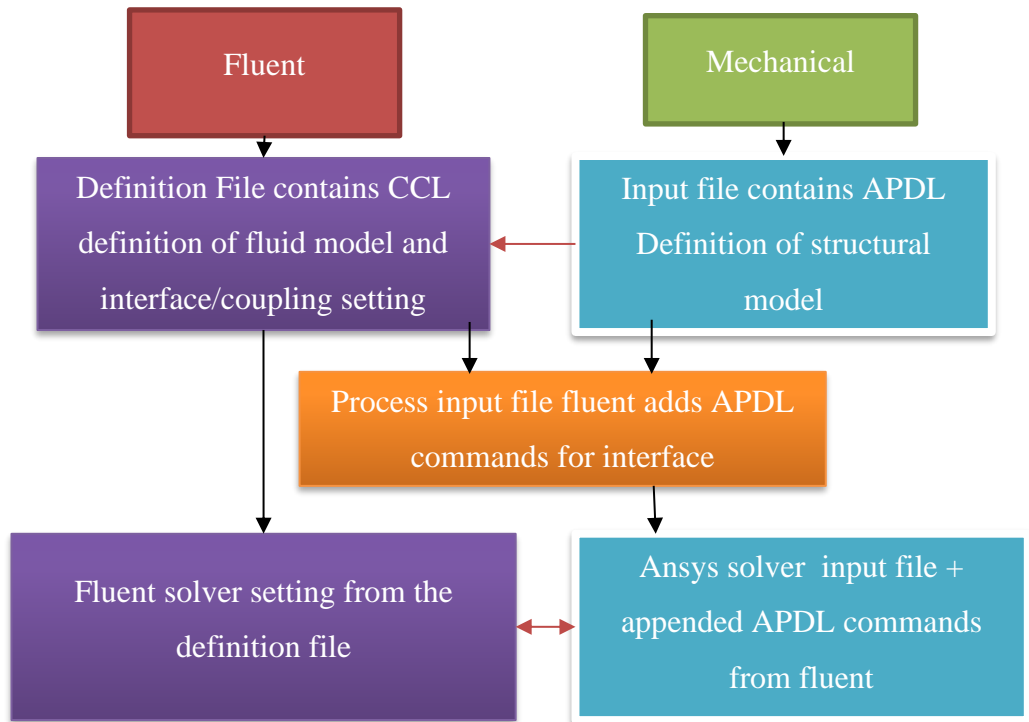 Fluent
Mechanical
Definition File contains CCL
definition of fluid model and
interface/coupling setting
Input file contains APDL
Definition of structural
model
Process input file fluent adds APDL
commands for interface
Fluent solver setting from the
definition file
Ansys solver input file +
appended APDL commands
from fluent